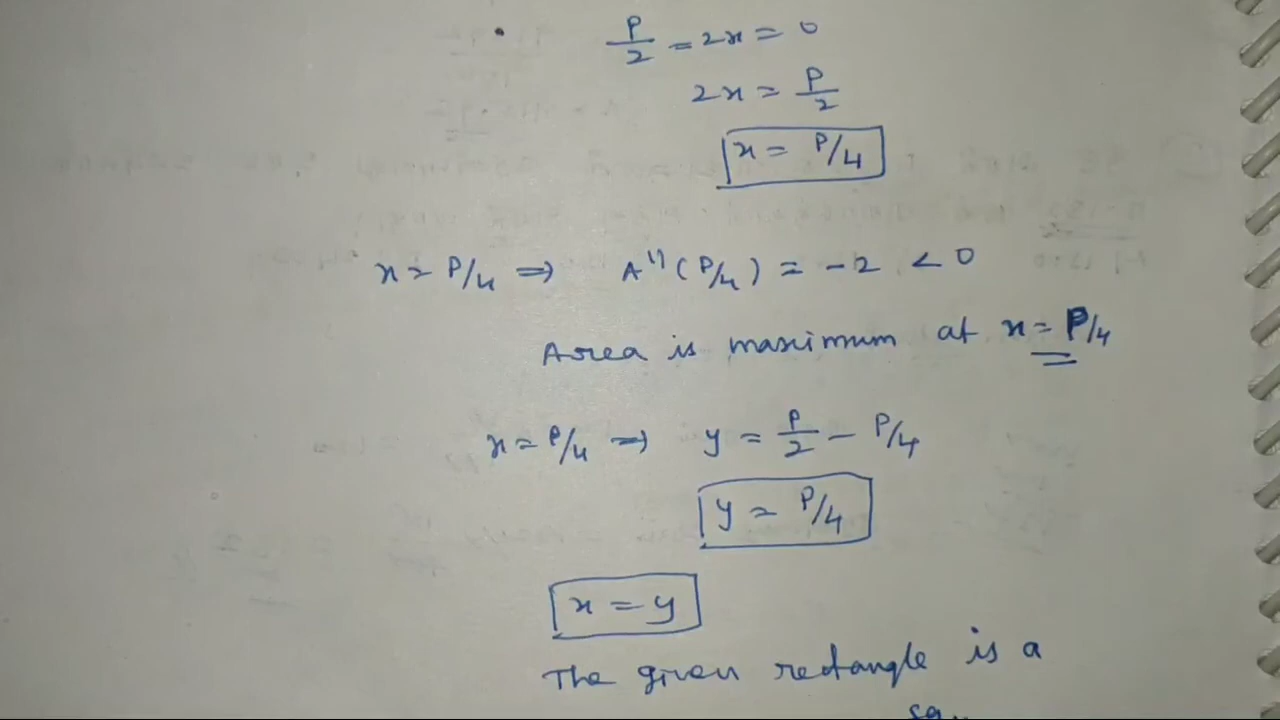 P/2 - 2x = 0
2x = P/2
x = P/4
x = P/4 ⇒ A''(P/4) = -2 < 0
Area is maximum at x = P/4
x = P/4 ⇒ y = P/2 - P/4
y = P/4
x = y
The given rectangle is a